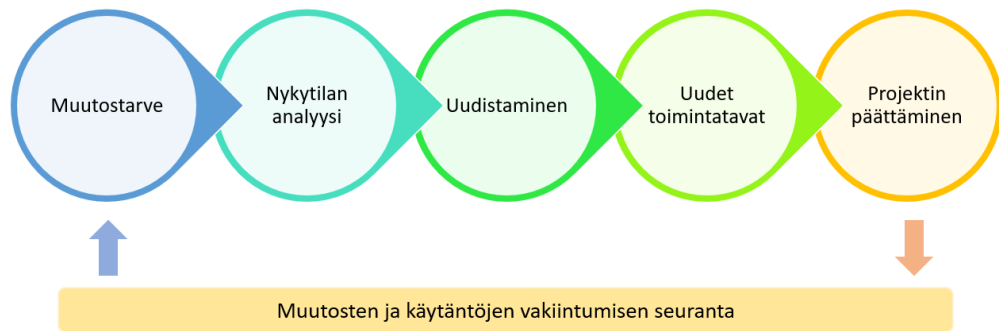 Muutostarve
Nykytilan
analyysi
Uudistaminen
Uudet
toimintatavat
Projektin
päättäminen
Muutosten ja käytäntöjen vakiintumisen seuranta